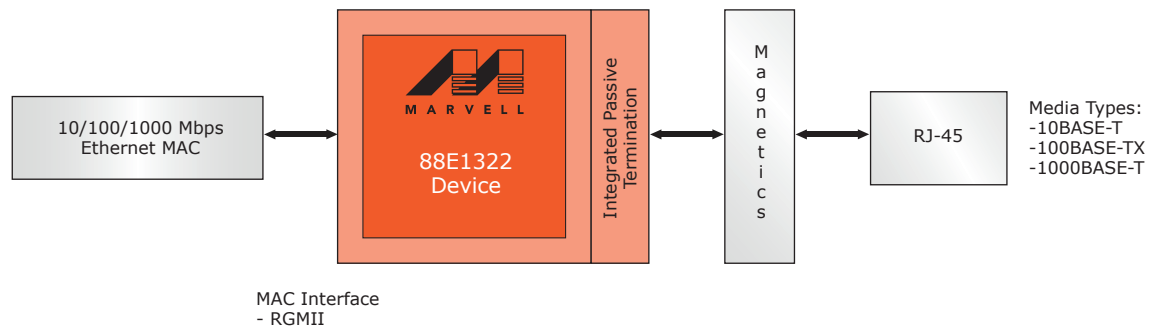 10/100/1000 Mbps
Ethernet MAC
MARVELL
88E1322
Device
Integrated Passive
Termination
Magnetics
RJ-45
Media Types:
-10BASE-T
-100BASE-TX
-1000BASE-T
MAC Interface
- RGMII